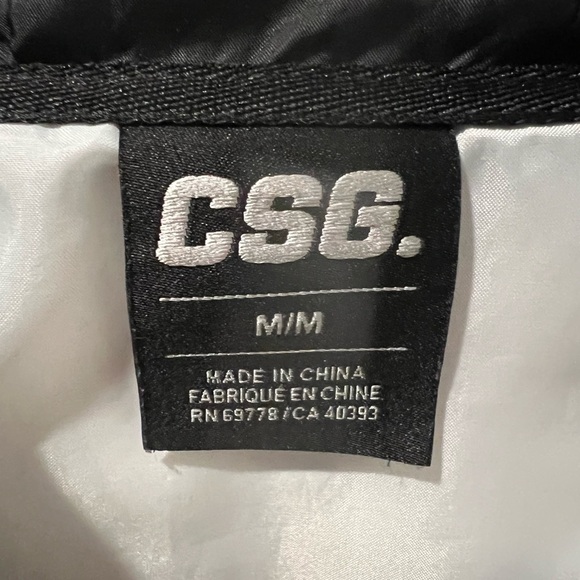 CSG.
M/M
MADE IN CHINA
FABRIQUÉ EN CHINE
RN 69778 / CA 40393